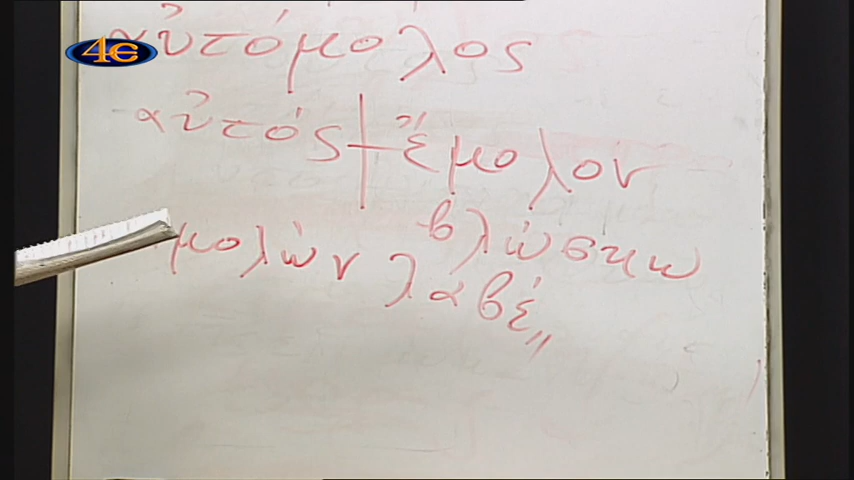 4Ε
αὐτόμολος
αὐτός + ἔμολον
βλώσκω
μολὼν λαβέ"